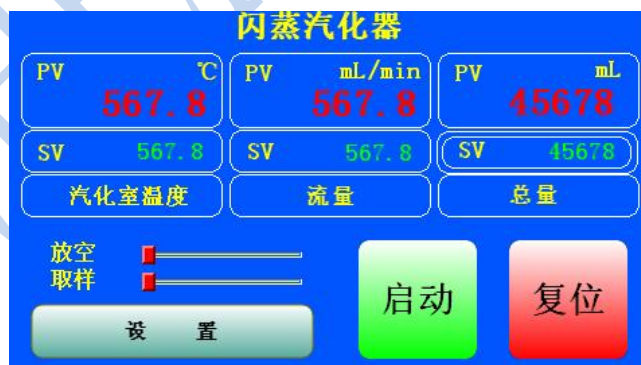 闪蒸汽化器
PV ℃ PV mL/min PV mL
567.8 567.8 45678
SV 567.8 SV 567.8 SV 45678
汽化室温度 流量 总量
放空
取样
启动 复位
设 置